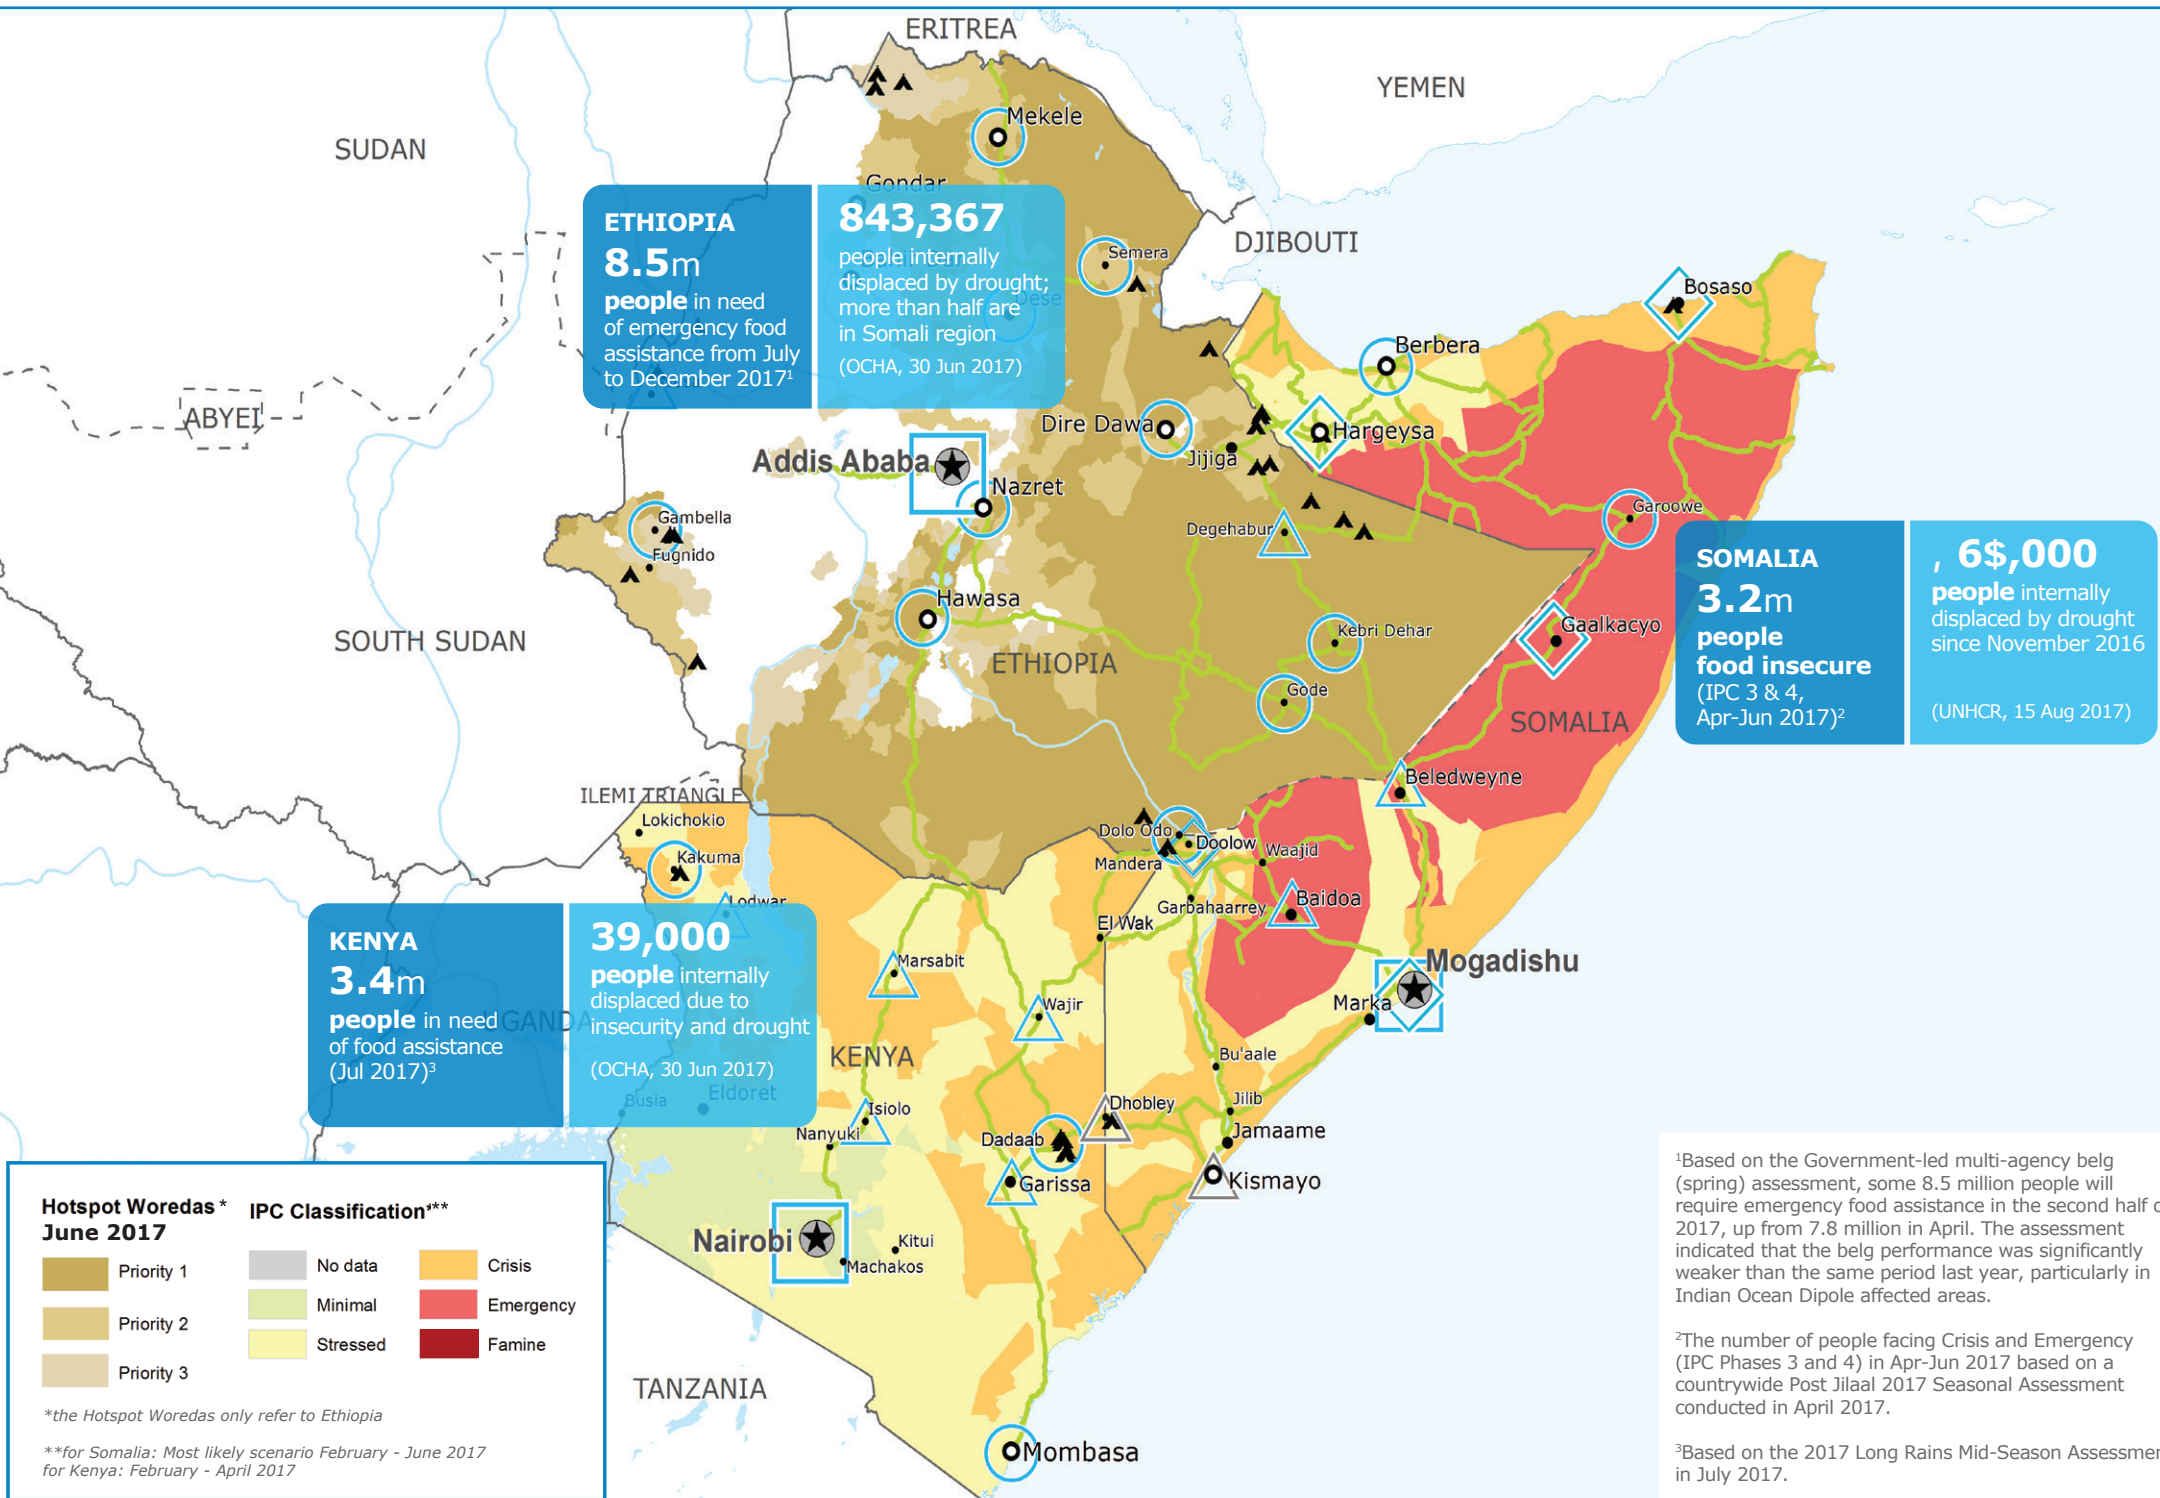 ERITREA
YEMEN
SUDAN
Mekele
Gondar
ETHIOPIA
8.5m
people in need
of emergency food
assistance from July
to December 2017¹
843,367
people internally
displaced by drought;
more than half are
in Somali region
(OCHA, 30 Jun 2017)
Dese
Semera
DJIBOUTI
Bosaso
Berbera
ABYEI
Dire Dawa
Hargeysa
Jijiga
Addis Ababa
Nazret
Garoowe
Gambella
Fugnido
Degehabur
Hawasa
Kebri Dehar
Gaalkacyo
SOUTH SUDAN
ETHIOPIA
Gode
SOMALIA
SOMALIA
3.2m
people
food insecure
(IPC 3 & 4,
Apr-Jun 2017)²
, 6$,000
people internally
displaced by drought
since November 2016
(UNHCR, 15 Aug 2017)
Beledweyne
ILEMI TRIANGLE
Lokichokio
Dolo Odo
Doolow
Kakuma
Mandera
Waajid
Lodwar
Garbahaarrey
Baidoa
El Wak
KENYA
3.4m
people in need
of food assistance
(Jul 2017)³
39,000
people internally
displaced due to
insecurity and drought
(OCHA, 30 Jun 2017)
UGANDA
Marsabit
Mogadishu
Wajir
Marka
KENYA
Bu'aale
Busia
Eldoret
Isiolo
Dhobley
Jilib
Nanyuki
Dadaab
Jamaame
Garissa
Kismayo
Nairobi
Kitui
Machakos
TANZANIA
Mombasa
Hotspot Woredas *
June 2017
Priority 1
Priority 2
Priority 3
IPC Classification'**
No data
Minimal
Stressed
Crisis
Emergency
Famine
*the Hotspot Woredas only refer to Ethiopia
**for Somalia: Most likely scenario February - June 2017
for Kenya: February - April 2017
¹Based on the Government-led multi-agency belg
(spring) assessment, some 8.5 million people will
require emergency food assistance in the second half o
2017, up from 7.8 million in April. The assessment
indicated that the belg performance was significantly
weaker than the same period last year, particularly in
Indian Ocean Dipole affected areas.
²The number of people facing Crisis and Emergency
(IPC Phases 3 and 4) in Apr-Jun 2017 based on a
countrywide Post Jilaal 2017 Seasonal Assessment
conducted in April 2017.
³Based on the 2017 Long Rains Mid-Season Assessmen
in July 2017.